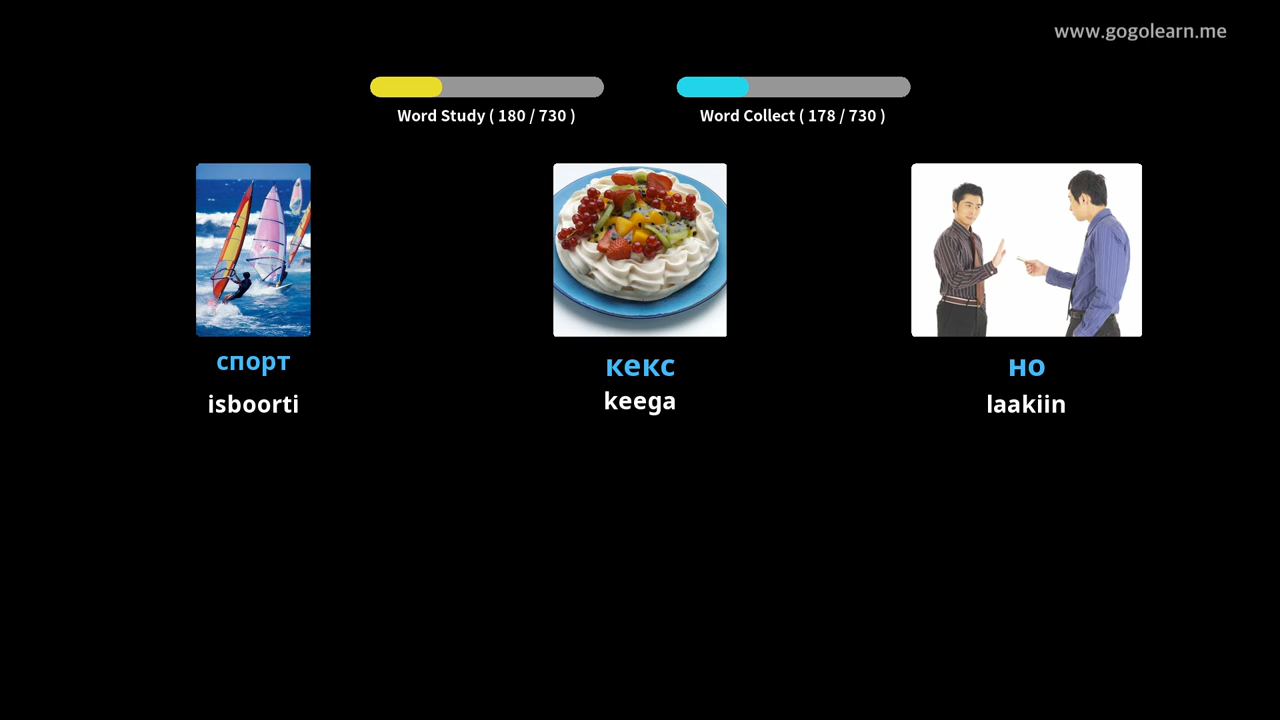 www.gogolearn.me
Word Study ( 180 / 730 )
Word Collect ( 178 / 730 )
спорт
isboorti
кекс
keega
но
laakiin